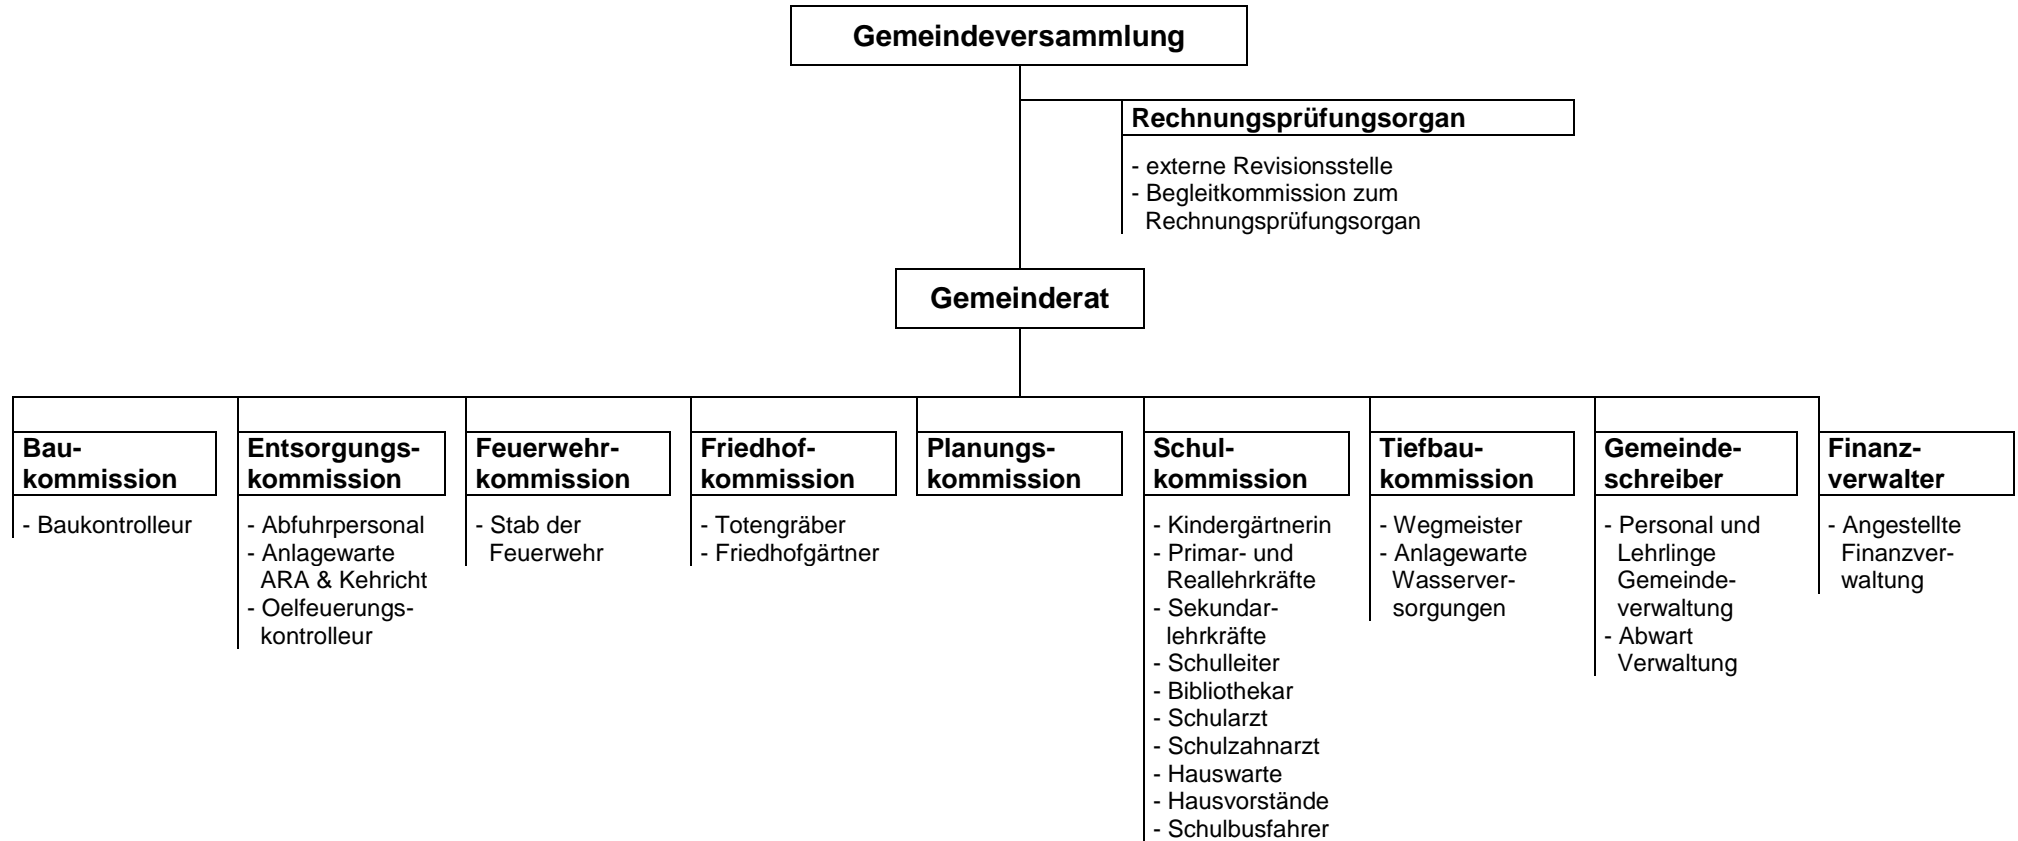 Gemeindeversammlung
Rechnungsprüfungsorgan
- externe Revisionsstelle
- Begleitkommission zum
Rechnungsprüfungsorgan
Gemeinderat
Bau-
kommission
- Baukontrolleur
Entsorgungs-
kommission
- Abfuhrpersonal
- Anlagewarte
ARA & Kehricht
- Oelfeuerungs-
kontrolleur
Feuerwehr-
kommission
- Stab der
Feuerwehr
Friedhof-
kommission
- Totengräber
- Friedhofgärtner
Planungs-
kommission
Schul-
kommission
- Kindergärtnerin
- Primar- und
Reallehrkräfte
- Sekundar-
lehrkräfte
- Schulleiter
- Bibliothekar
- Schularzt
- Schulzahnarzt
- Hauswarte
- Hausvorstände
- Schulbusfahrer
Tiefbau-
kommission
- Wegmeister
- Anlagewarte
Wasserver-
sorgungen
Gemeinde-
schreiber
- Personal und
Lehrlinge
Gemeinde-
verwaltung
- Abwart
Verwaltung
Finanz-
verwalter
- Angestellte
Finanzver-
waltung